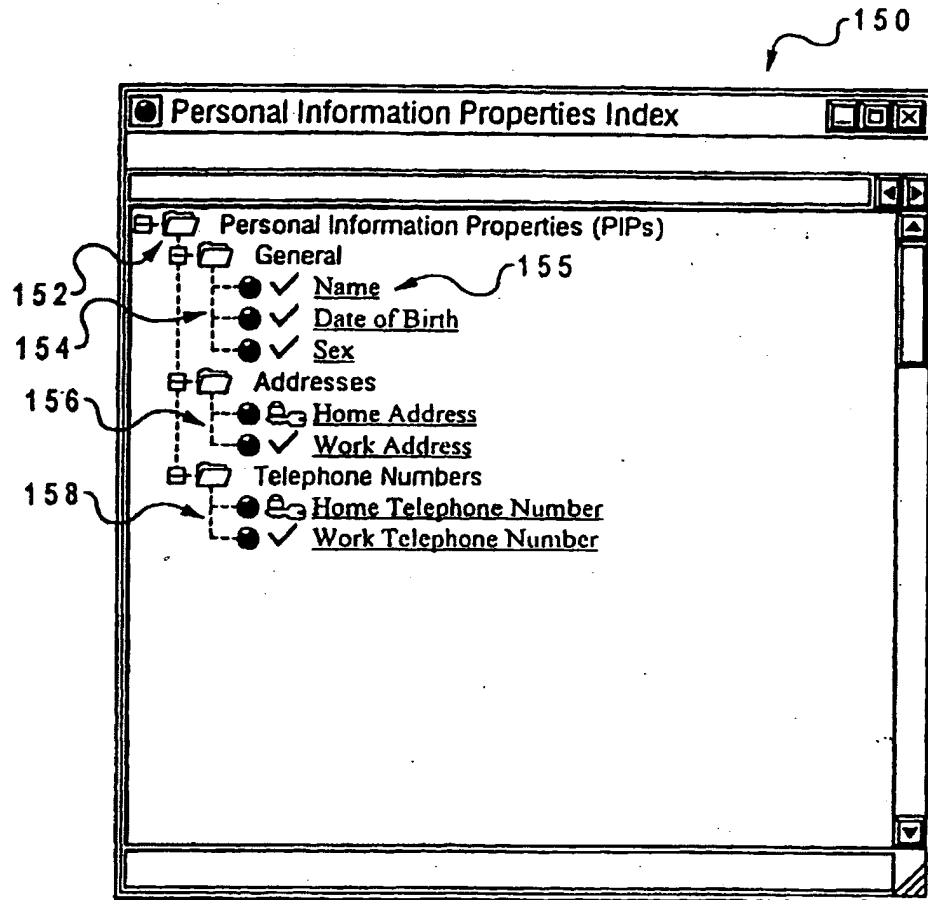 150
Personal Information Properties Index
Personal Information Properties (PIPs)
General
155
152
Name
154
Date of Birth
Sex
Addresses
156
Home Address
Work Address
Telephone Numbers
158
Home Telephone Number
Work Telephone Number